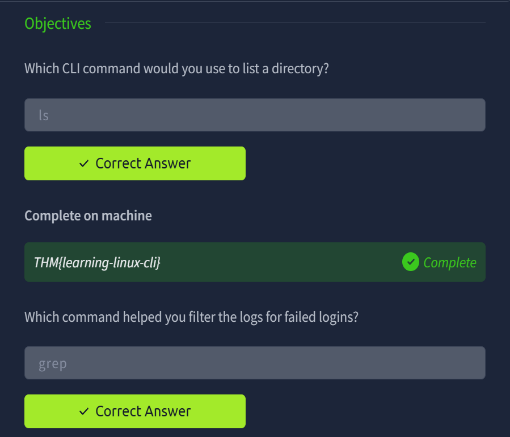 Objectives
Which CLI command would you use to list a directory?
ls
✓ Correct Answer
Complete on machine
THM{learning-linux-cli}
Complete
Which command helped you filter the logs for failed logins?
grep
✓ Correct Answer